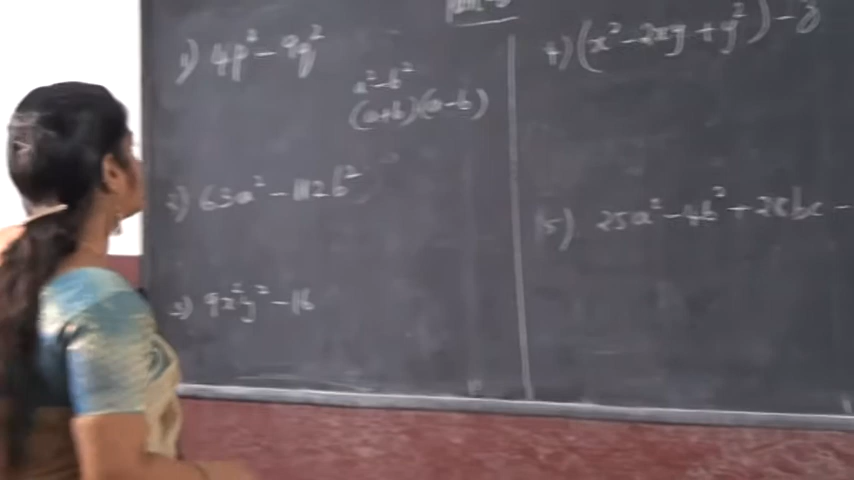 1) 4p² - 9q²
a² - b²
(a+b)(a-b)
2) 63a² - 112b²
3) 9x²y² - 16
4) (x² - 2xy + y²) - z
5) 25a² - 4b² + 28bc -